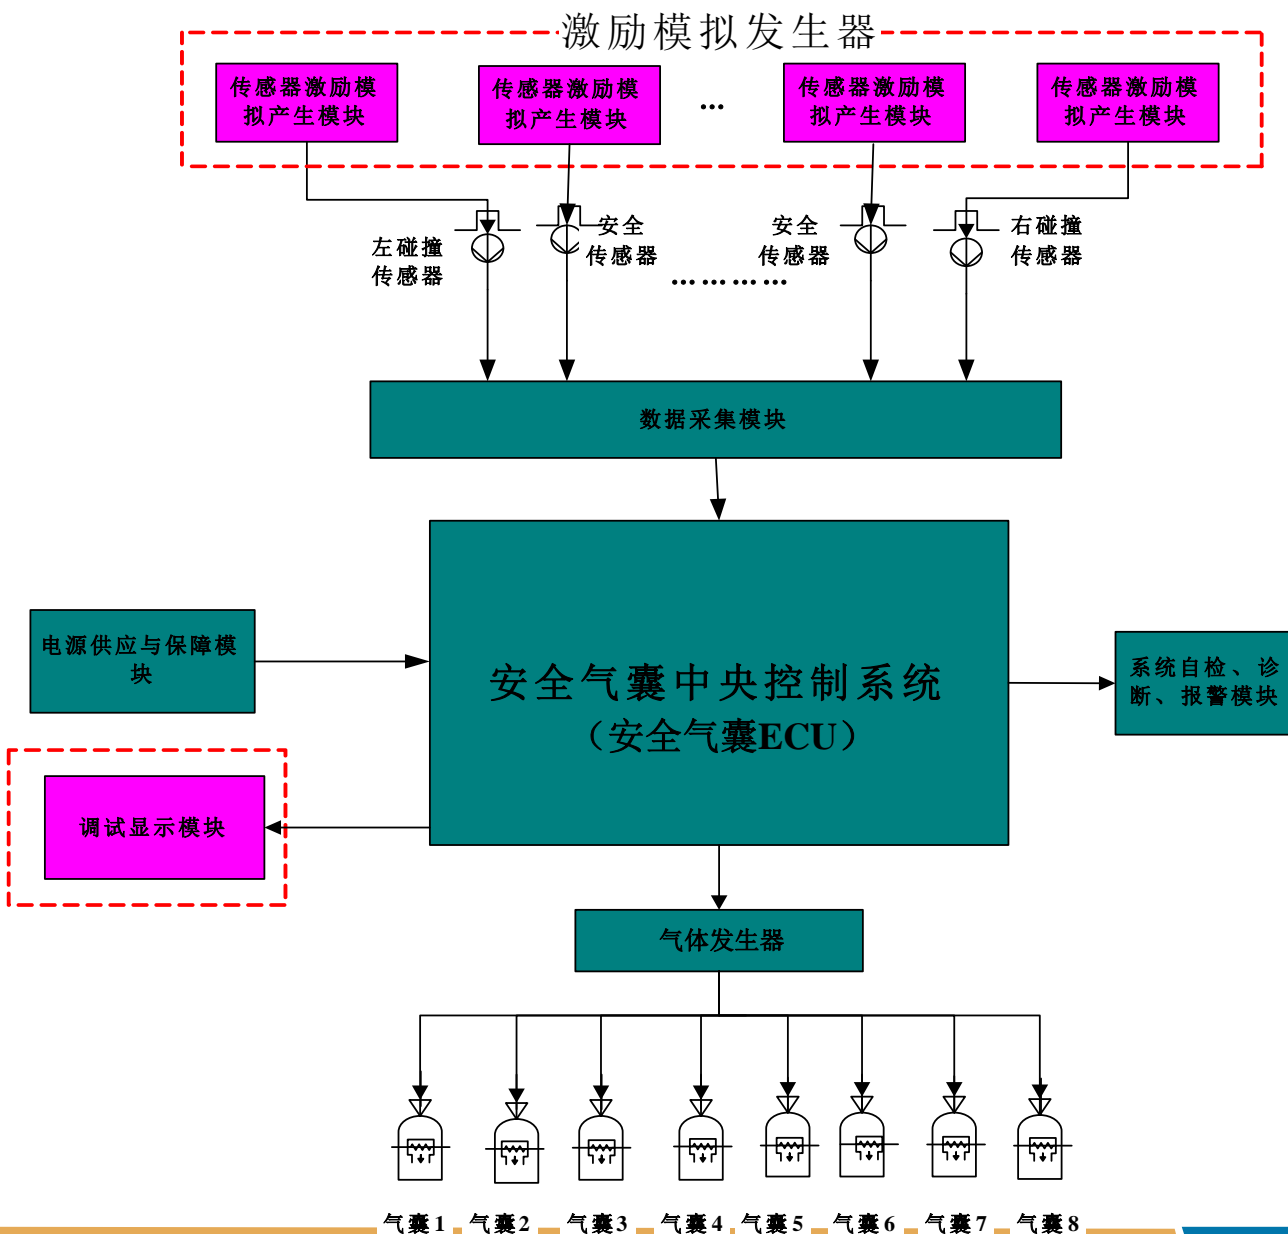 激励模拟发生器
传感器激励模
拟产生模块
传感器激励模
拟产生模块
...
传感器激励模
拟产生模块
传感器激励模
拟产生模块
左碰撞
传感器
安全
传感器
安全
传感器
右碰撞
传感器
... ... ... ...
数据采集模块
电源供应与保障模
块
安全气囊中央控制系统
（安全气囊ECU）
系统自检、诊
断、报警模块
调试显示模块
气体发生器
气囊1
气囊2
气囊3
气囊4
气囊5
气囊6
气囊7
气囊8